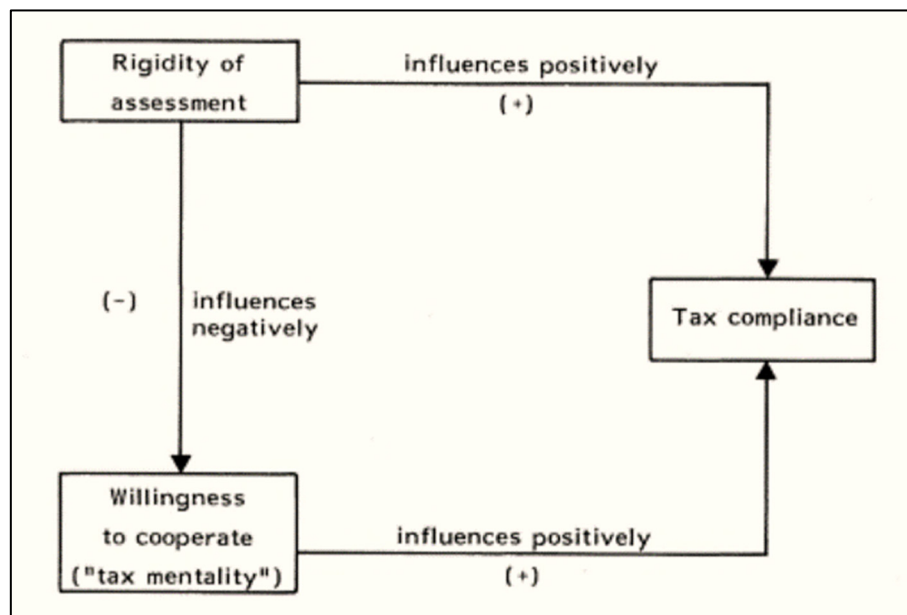 Rigidity of
assessment
influences positively
(+)
(-)
influences
negatively
Tax compliance
Willingness
to cooperate
("tax mentality")
influences positively
(+)